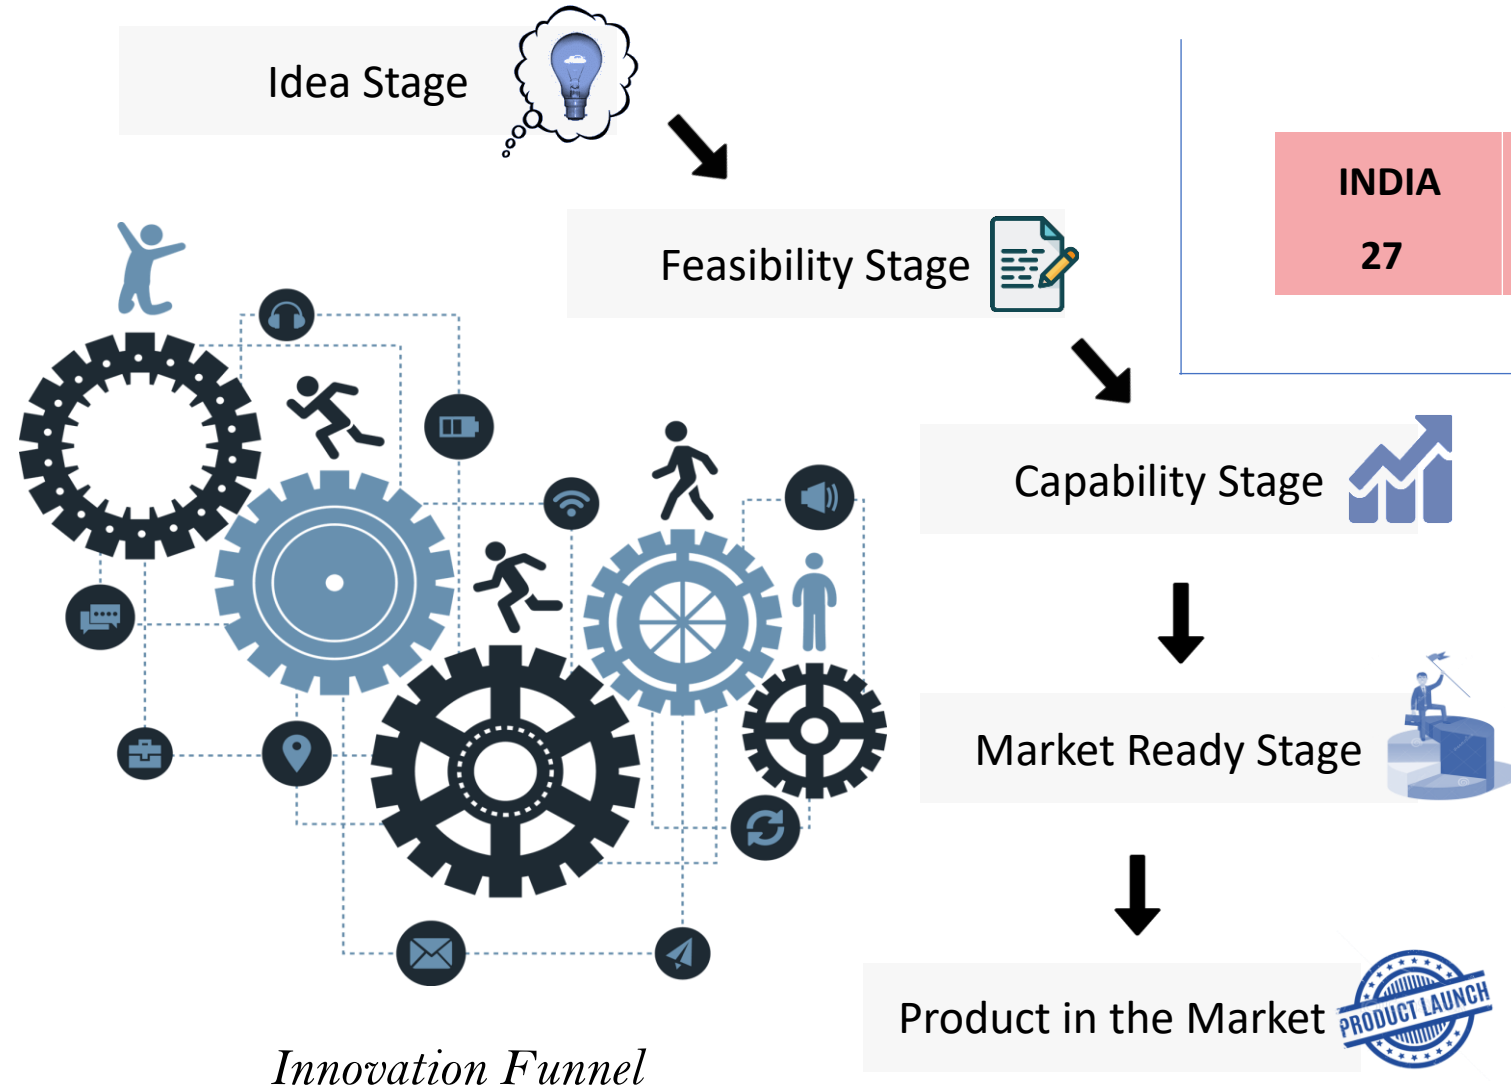 Idea Stage
INDIA
27
Feasibility Stage
Capability Stage
Market Ready Stage
Product in the Market
PRODUCT LAUNCH
Innovation Funnel